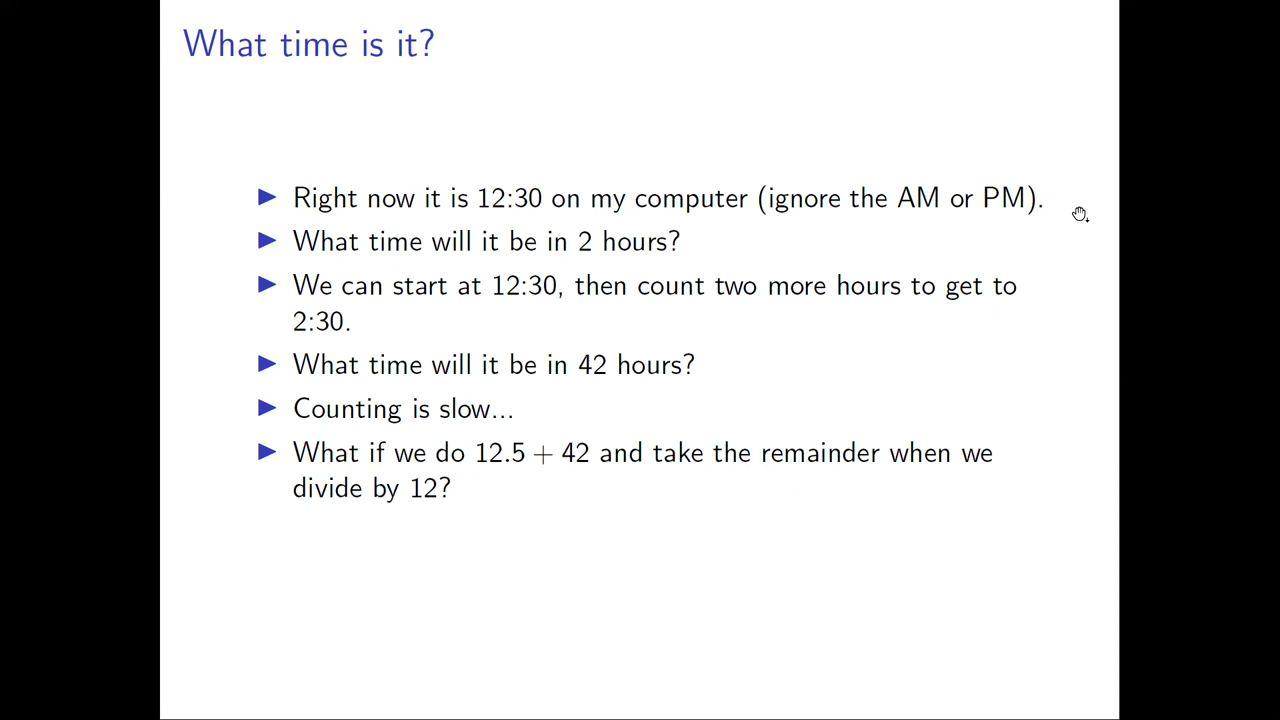 What time is it?
▶ Right now it is 12:30 on my computer (ignore the AM or PM).
▶ What time will it be in 2 hours?
▶ We can start at 12:30, then count two more hours to get to
2:30.
▶ What time will it be in 42 hours?
▶ Counting is slow...
▶ What if we do 12.5 + 42 and take the remainder when we
divide by 12?